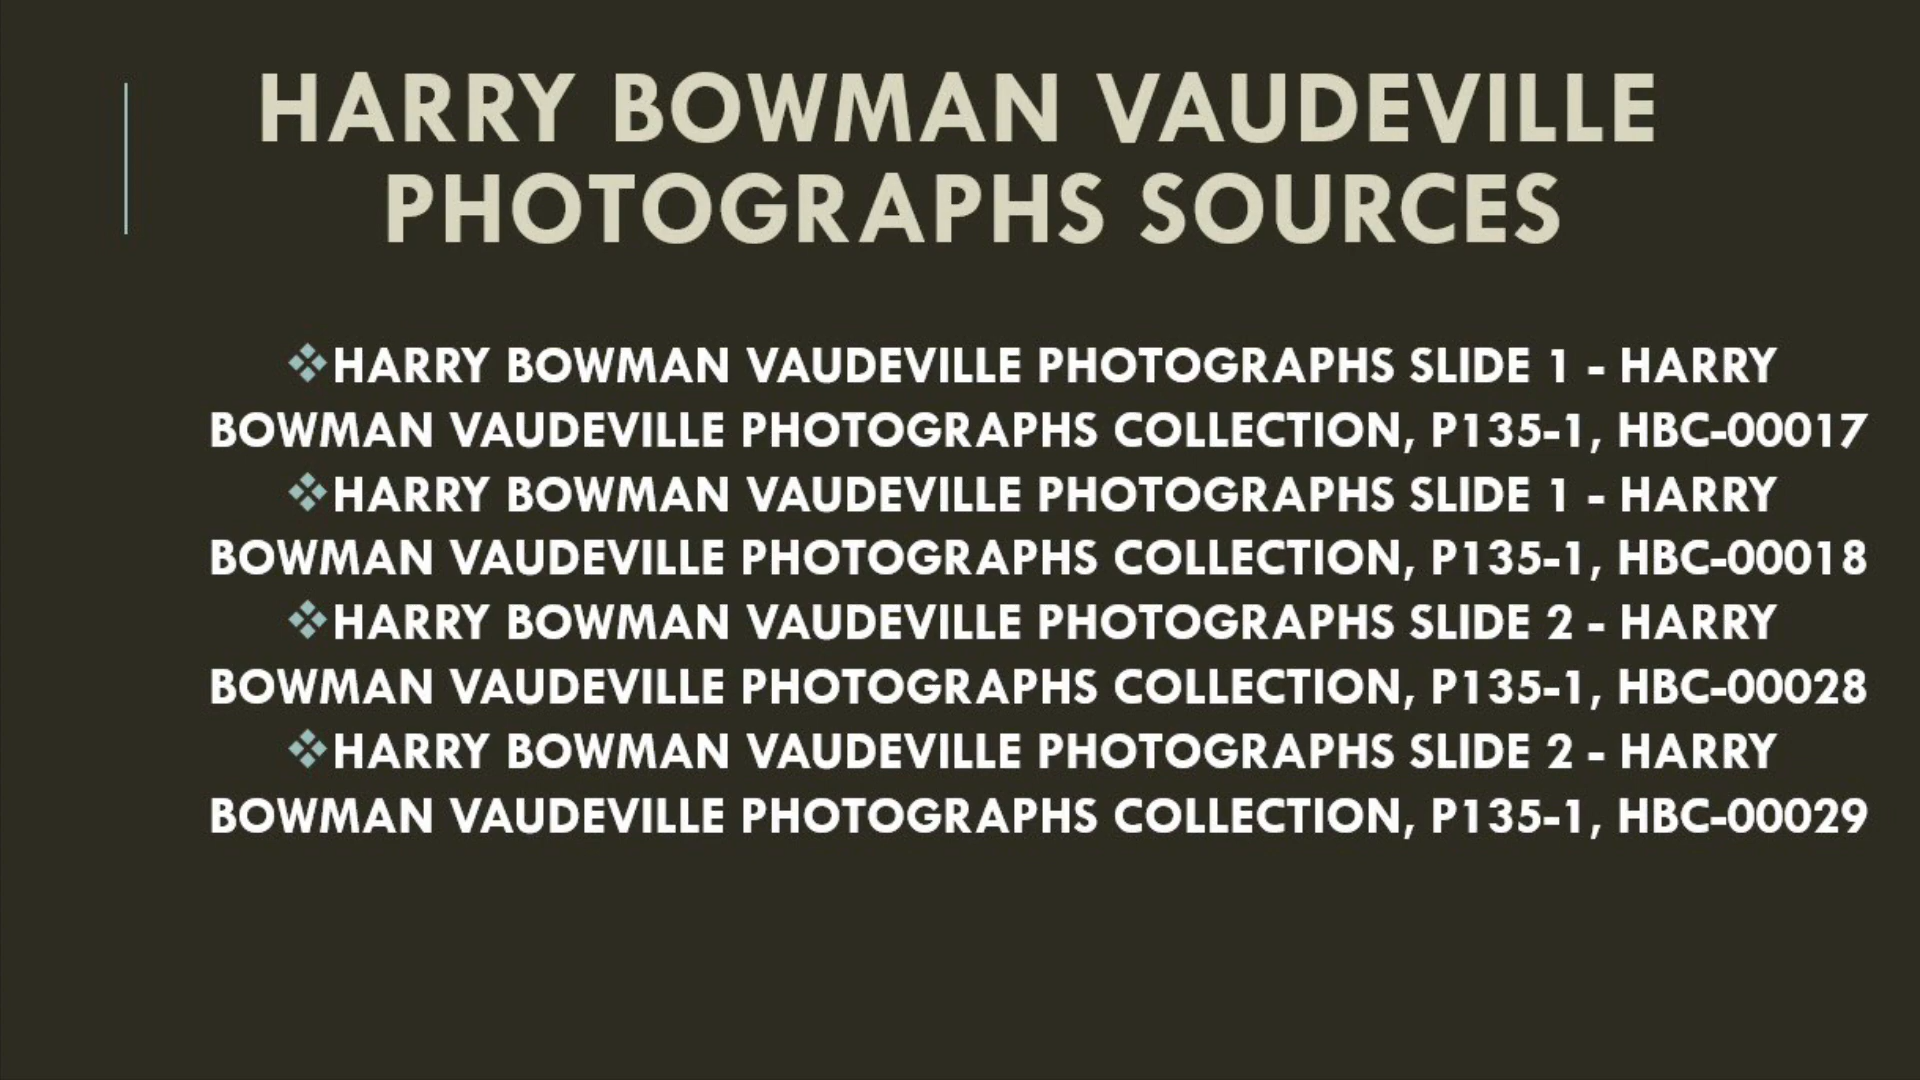 HARRY BOWMAN VAUDEVILLE
PHOTOGRAPHS SOURCES
❖HARRY BOWMAN VAUDEVILLE PHOTOGRAPHS SLIDE 1 - HARRY
BOWMAN VAUDEVILLE PHOTOGRAPHS COLLECTION, P135-1, HBC-00017
❖HARRY BOWMAN VAUDEVILLE PHOTOGRAPHS SLIDE 1 - HARRY
BOWMAN VAUDEVILLE PHOTOGRAPHS COLLECTION, P135-1, HBC-00018
❖HARRY BOWMAN VAUDEVILLE PHOTOGRAPHS SLIDE 2 - HARRY
BOWMAN VAUDEVILLE PHOTOGRAPHS COLLECTION, P135-1, HBC-00028
❖HARRY BOWMAN VAUDEVILLE PHOTOGRAPHS SLIDE 2 - HARRY
BOWMAN VAUDEVILLE PHOTOGRAPHS COLLECTION, P135-1, HBC-00029